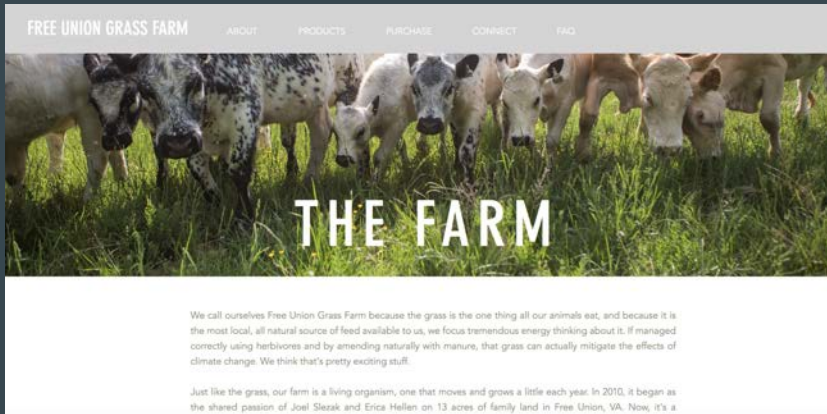 FREE UNION GRASS FARM ABOUT PRODUCTS PURCHASE CONNECT FAQ
THE FARM
We call ourselves Free Union Grass Farm because the grass is the one thing all our animals eat, and because it is
the most local, all natural source of feed available to us, we focus tremendous energy thinking about it. If managed
correctly using herbivores and by amending naturally with manure, that grass can actually mitigate the effects of
climate change. We think that's pretty exciting stuff.
Just like the grass, our farm is a living organism, one that moves and grows a little each year. In 2010, it began as
the shared passion of Joel Slezak and Erica Hellen on 13 acres of family land in Free Union, VA. Now, it's a